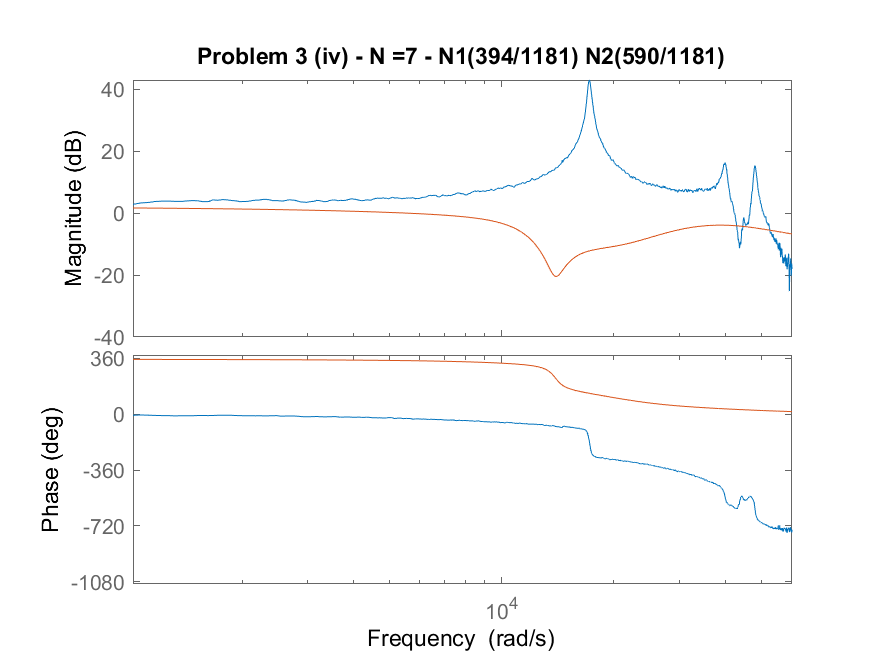 Problem 3 (iv) - N =7 - N1(394/1181) N2(590/1181)
Magnitude (dB)
40
20
0
-20
-40
Phase (deg)
360
0
-360
-720
-1080
10^4
Frequency (rad/s)